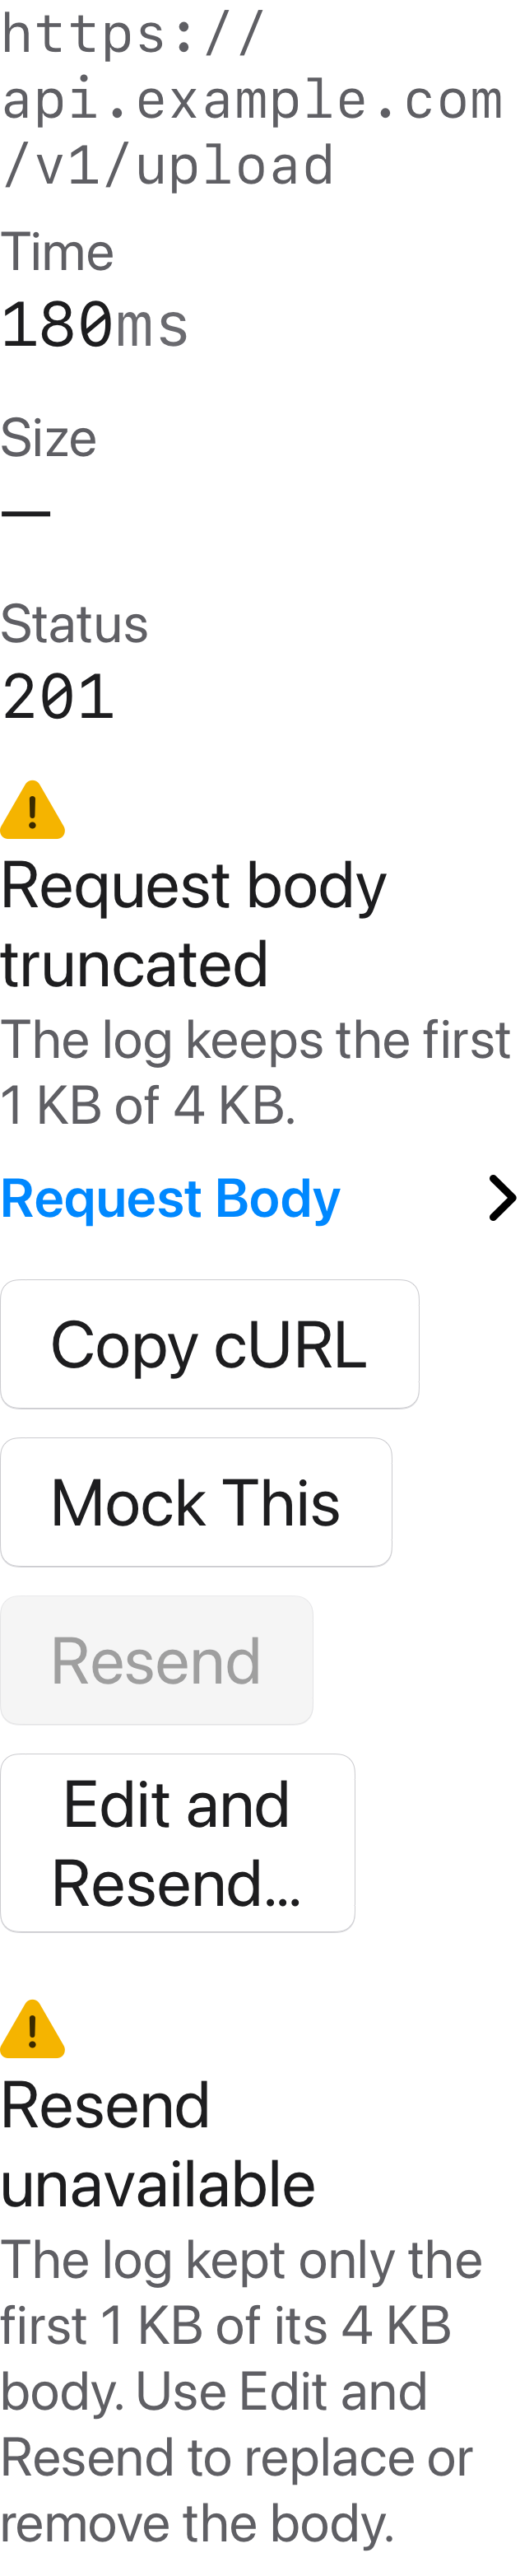 https://
api.example.com
/v1/upload
Time
180ms
Size
—
Status
201
Request body
truncated
The log keeps the first
1 KB of 4 KB.
Request Body
Copy cURL
Mock This
Resend
Edit and
Resend...
Resend
unavailable
The log kept only the
first 1 KB of its 4 KB
body. Use Edit and
Resend to replace or
remove the body.